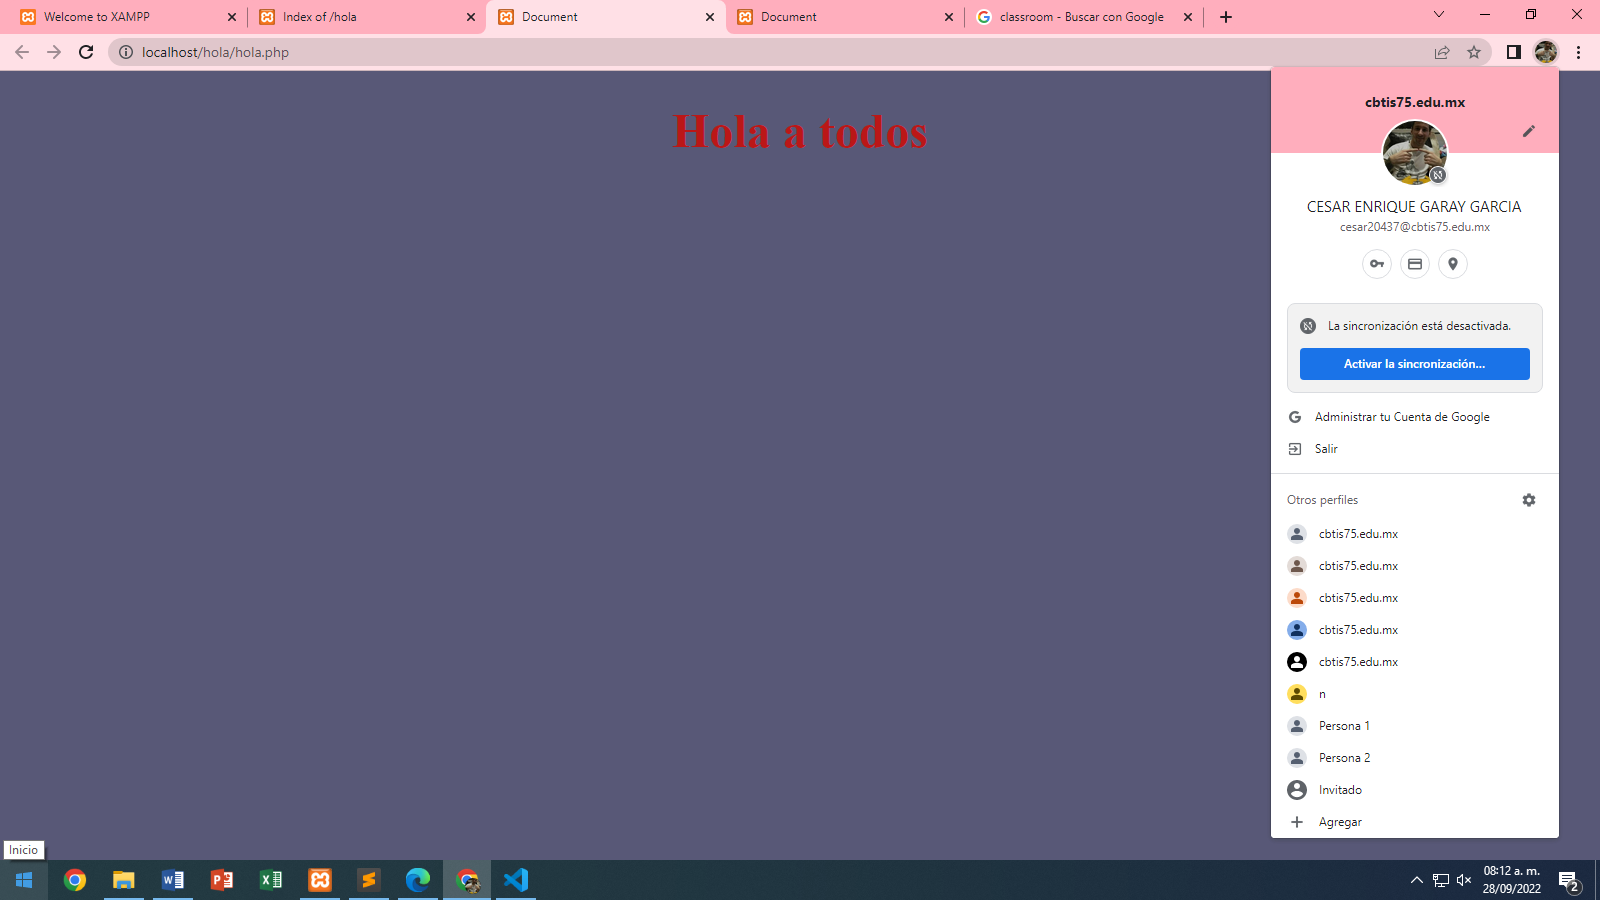 Welcome to XAMPP
Index of /hola
Document
Document
classroom - Buscar con Google
localhost/hola/hola.php
Hola a todos
cbtis75.edu.mx
CESAR ENRIQUE GARAY GARCIA
cesar20437@cbtis75.edu.mx
La sincronización está desactivada.
Activar la sincronización...
Administrar tu Cuenta de Google
Salir
Otros perfiles
cbtis75.edu.mx
cbtis75.edu.mx
cbtis75.edu.mx
cbtis75.edu.mx
cbtis75.edu.mx
n
Persona 1
Persona 2
Invitado
Agregar
Inicio
08:12 a. m.
28/09/2022
2